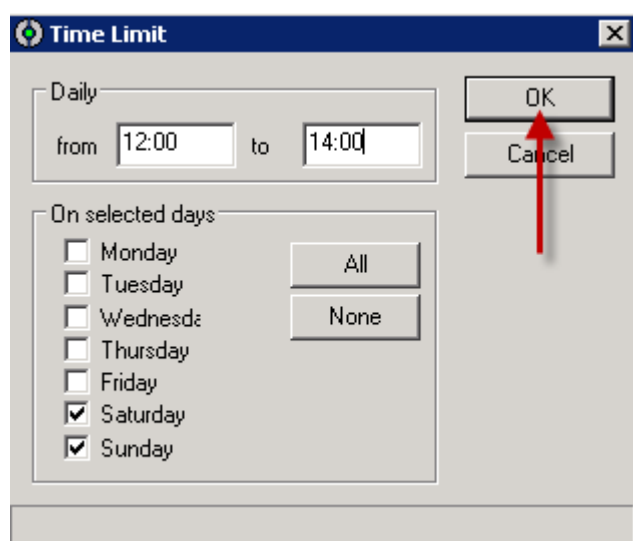 Time Limit
Daily
from 12:00 to 14:00
OK
Cancel
On selected days
Monday
Tuesday
Wednesda
Thursday
Friday
Saturday
Sunday
All
None